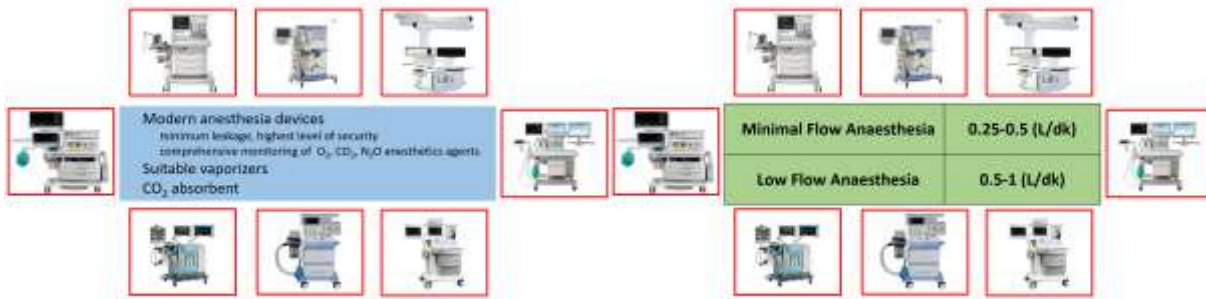 Modern anesthesia devices
minimum leakage, highest level of security
comprehensive monitoring of O₂, CO₂, N₂O anesthetics agents
Suitable vaporizers
CO₂ absorbent
Minimal Flow Anaesthesia 0.25-0.5 (L/dk)
Low Flow Anaesthesia 0.5-1 (L/dk)